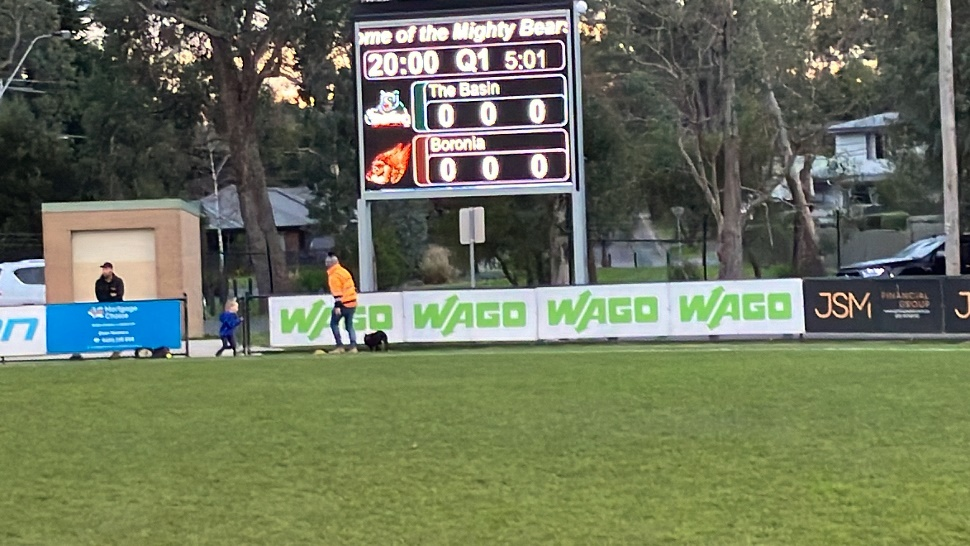 ome of the Mighty Bears
20:00 Q1 5:01
The Basin
0 0 0
Boronia
0 0 0
on
Mortgage
Choice
WAGO WAGO WAGO WAGO
JSM FINANCIAL
GROUP
J